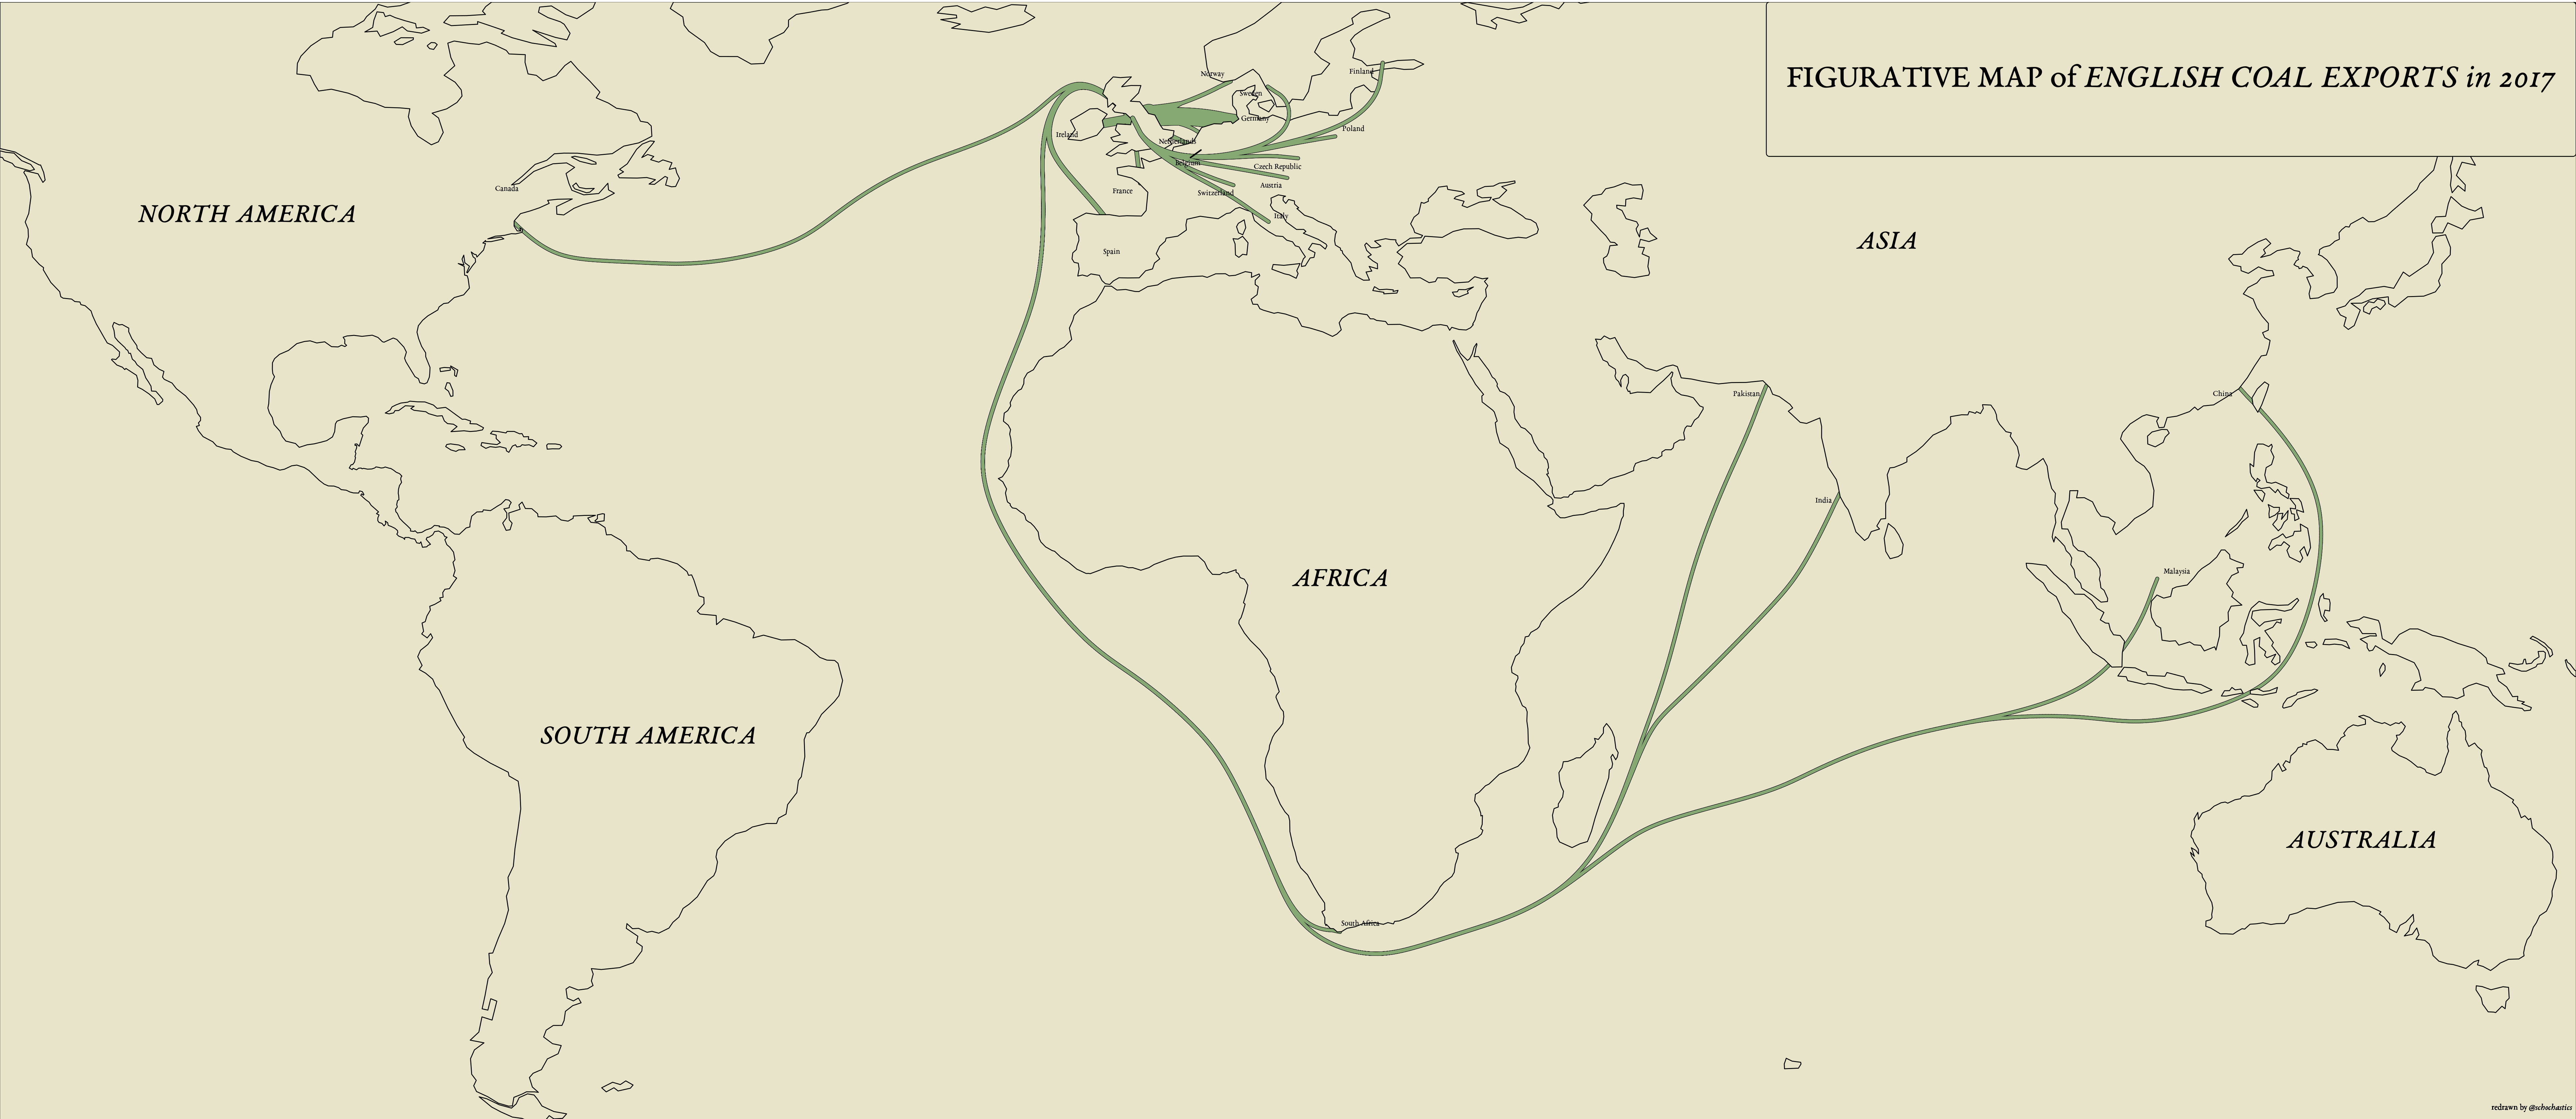 FIGURATIVE MAP of ENGLISH COAL EXPORTS in 2017
Norway
Finland
Sweden
Germany
Poland
Ireland
Netherlands
Belgium
Czech Republic
Austria
Switzerland
France
Italy
Spain
Canada
NORTH AMERICA
ASIA
Pakistan
China
India
Malaysia
AFRICA
SOUTH AMERICA
AUSTRALIA
South Africa
redrawn by @schochastics